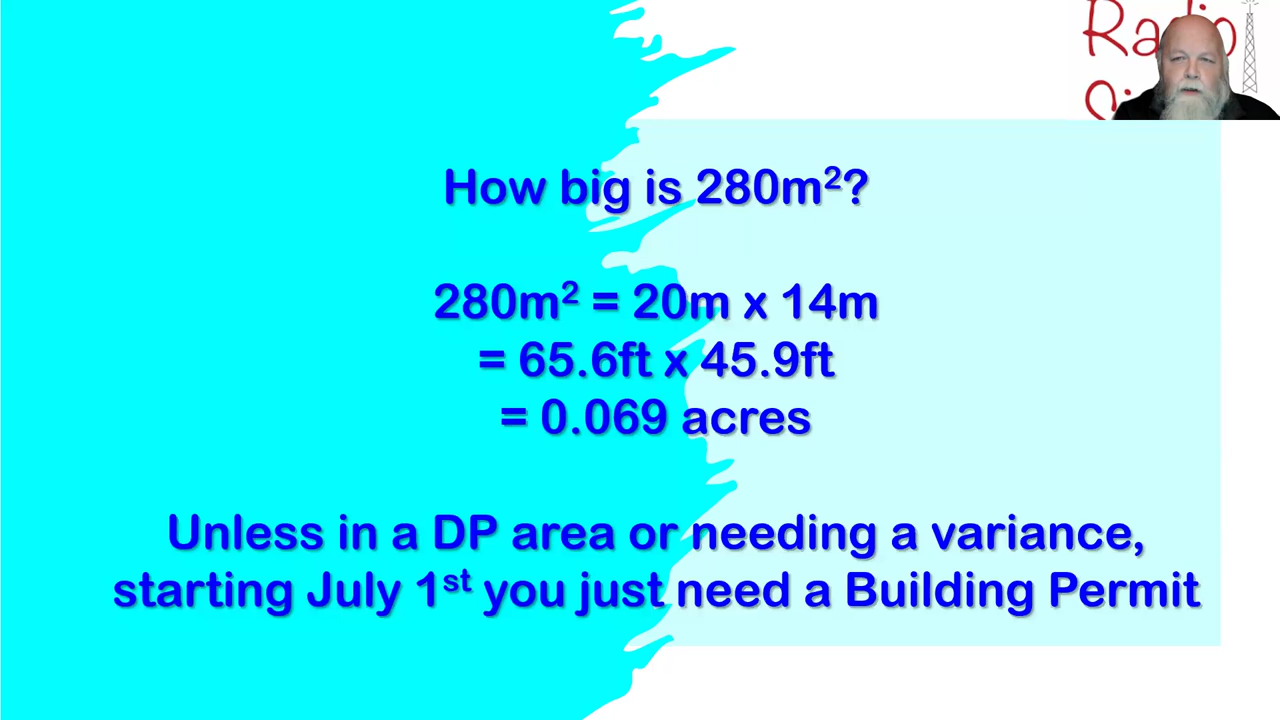 Radio
How big is 280m²?
280m² = 20m x 14m
= 65.6ft x 45.9ft
= 0.069 acres
Unless in a DP area or needing a variance,
starting July 1st you just need a Building Permit